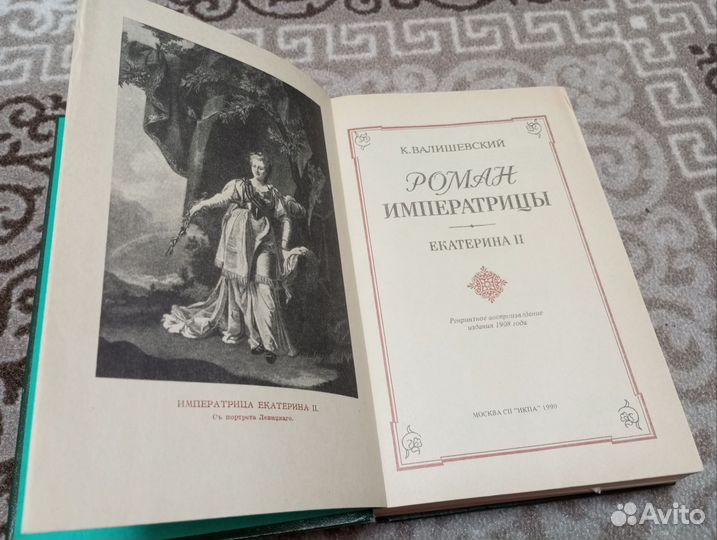 ИМПЕРАТРИЦА ЕКАТЕРИНА II.
Съ портрета Левицкаго.
К. ВАЛИШЕВСКИЙ
РОМАН
ИМПЕРАТРИЦЫ
ЕКАТЕРИНА II
Репринтное воспроизведение
издания 1908 года
МОСКВА СП "ИКПА" 1990
Avito